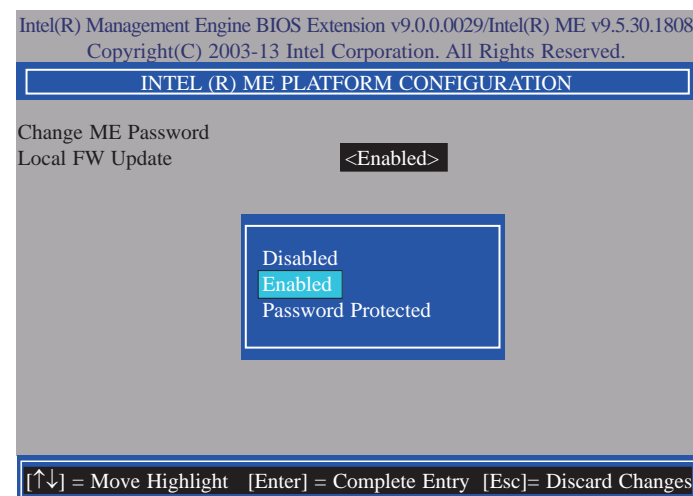 Intel(R) Management Engine BIOS Extension v9.0.0.0029/Intel(R) ME v9.5.30.1808
Copyright(C) 2003-13 Intel Corporation. All Rights Reserved.
INTEL (R) ME PLATFORM CONFIGURATION
Change ME Password
Local FW Update <Enabled>
Disabled
Enabled
Password Protected
[↑↓] = Move Highlight [Enter] = Complete Entry [Esc]= Discard Changes